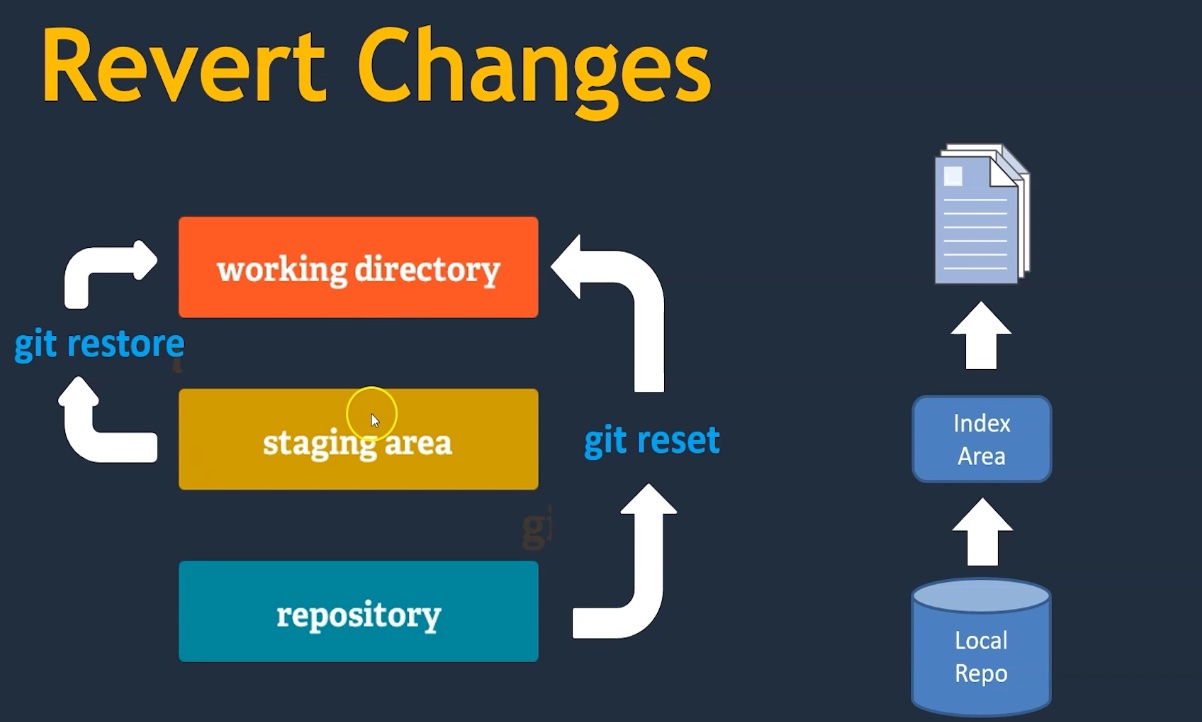 Revert Changes
working directory
git restore
staging area
git reset
repository
Index
Area
Local
Repo